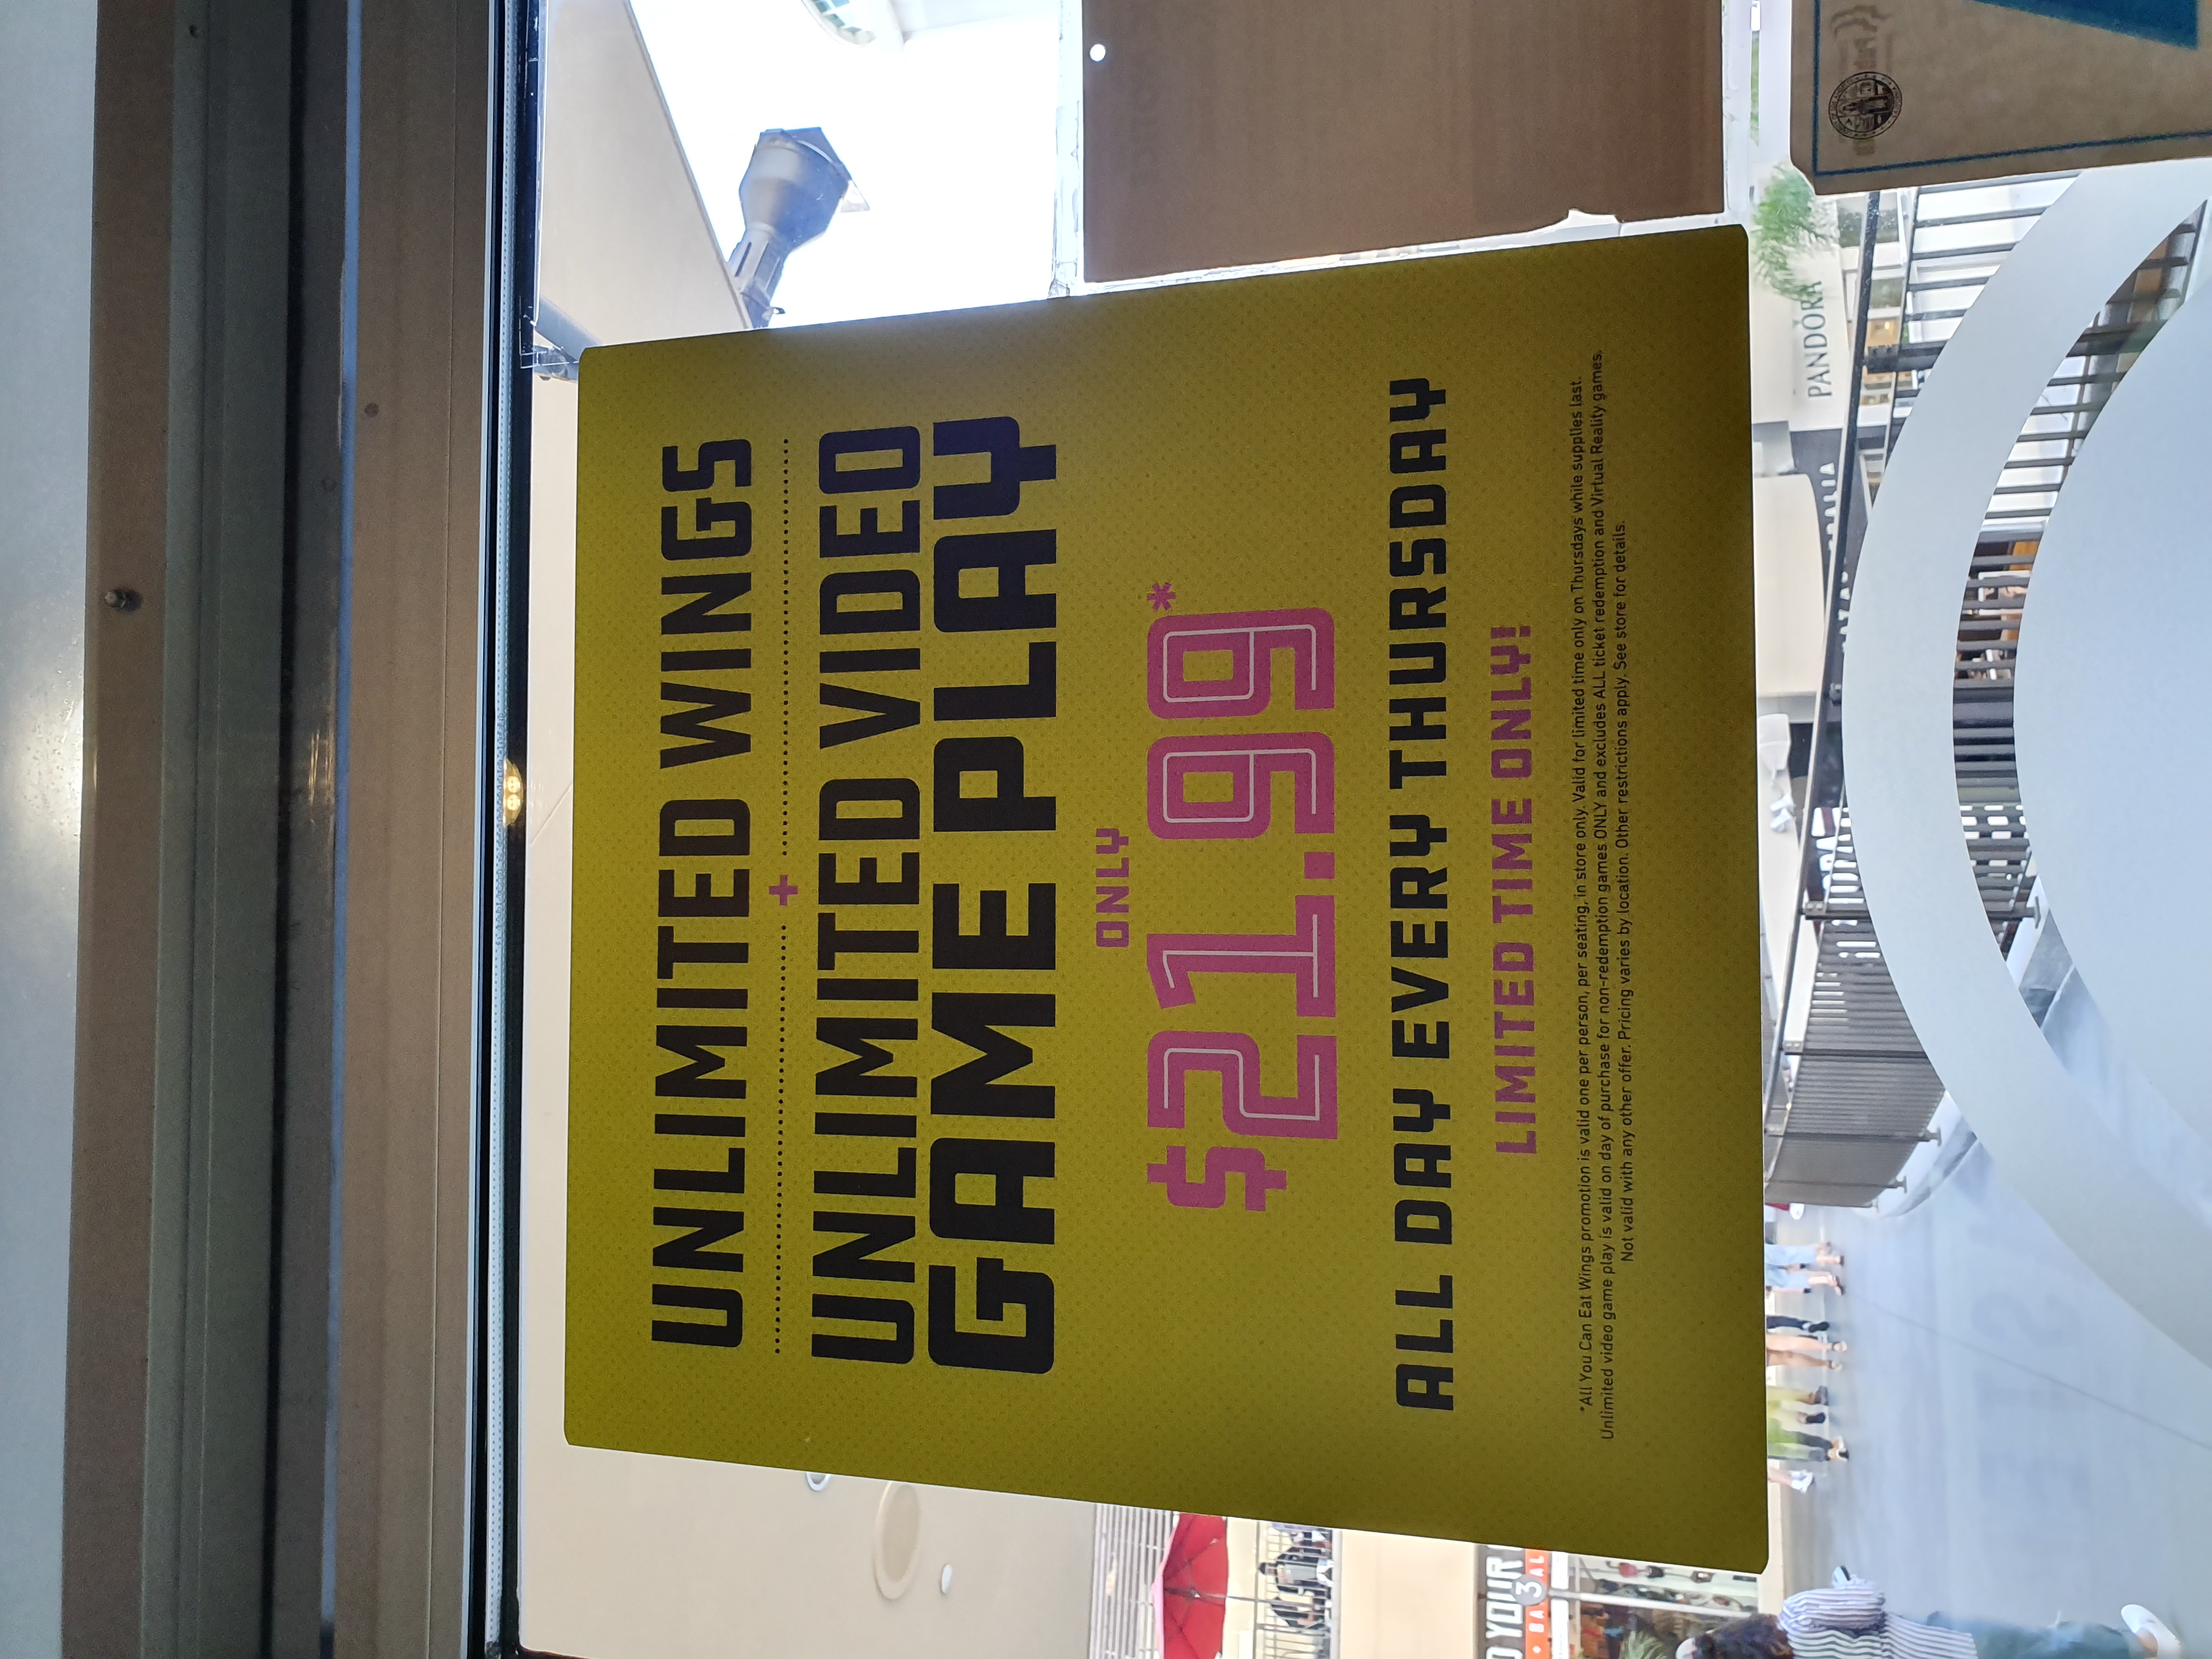 UNLIMITED WINGS
+
UNLIMITED VIDEO
GAME PLAY
ONLY
$21.99*
ALL DAY EVERY THURSDAY
LIMITED TIME ONLY!
*All You Can Eat Wings promotion is valid one per person, per seating, in store only. Valid for limited time only on Thursdays while supplies last.
Unlimited video game play is valid on day of purchase for non-redemption games ONLY and excludes ALL ticket redemption and Virtual Reality games.
Not valid with any other offer. Pricing varies by location. Other restrictions apply. See store for details.
PANDORA
YOUR